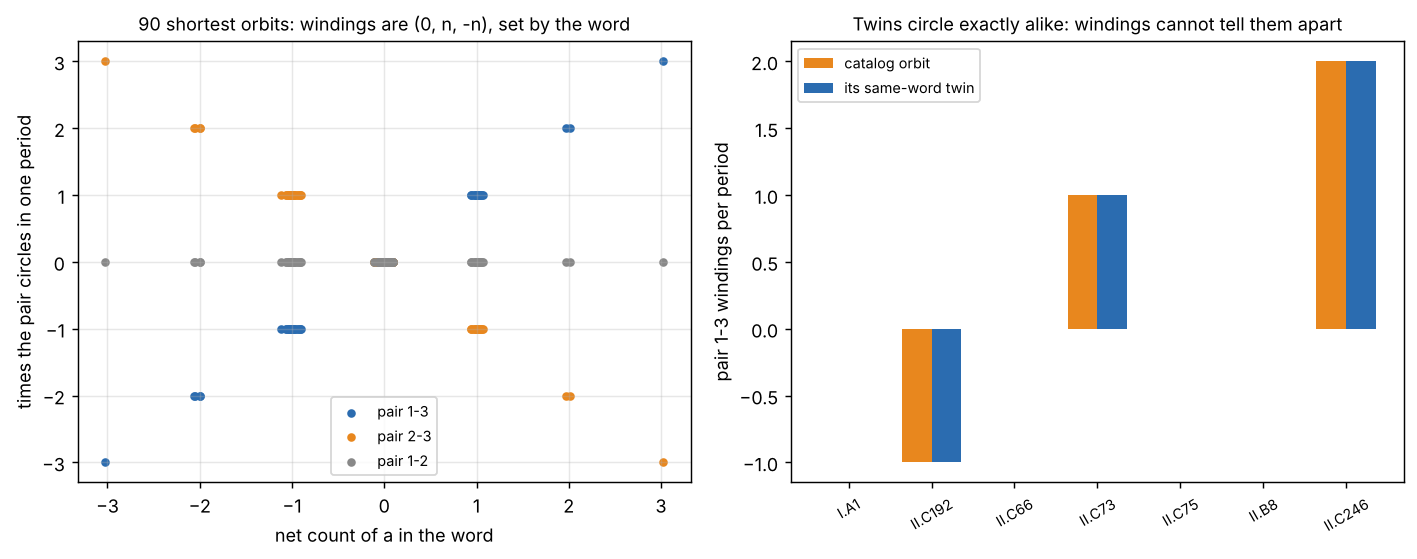 90 shortest orbits: windings are (0, n, -n), set by the word
times the pair circles in one period
3
2
1
0
−1
−2
−3
pair 1-3
pair 2-3
pair 1-2
−3
−2
−1
0
1
2
3
net count of a in the word
Twins circle exactly alike: windings cannot tell them apart
pair 1-3 windings per period
2.0
1.5
1.0
0.5
0.0
−0.5
−1.0
catalog orbit
its same-word twin
I.A1
II.C192
II.C66
II.C73
II.C75
II.B8
II.C246